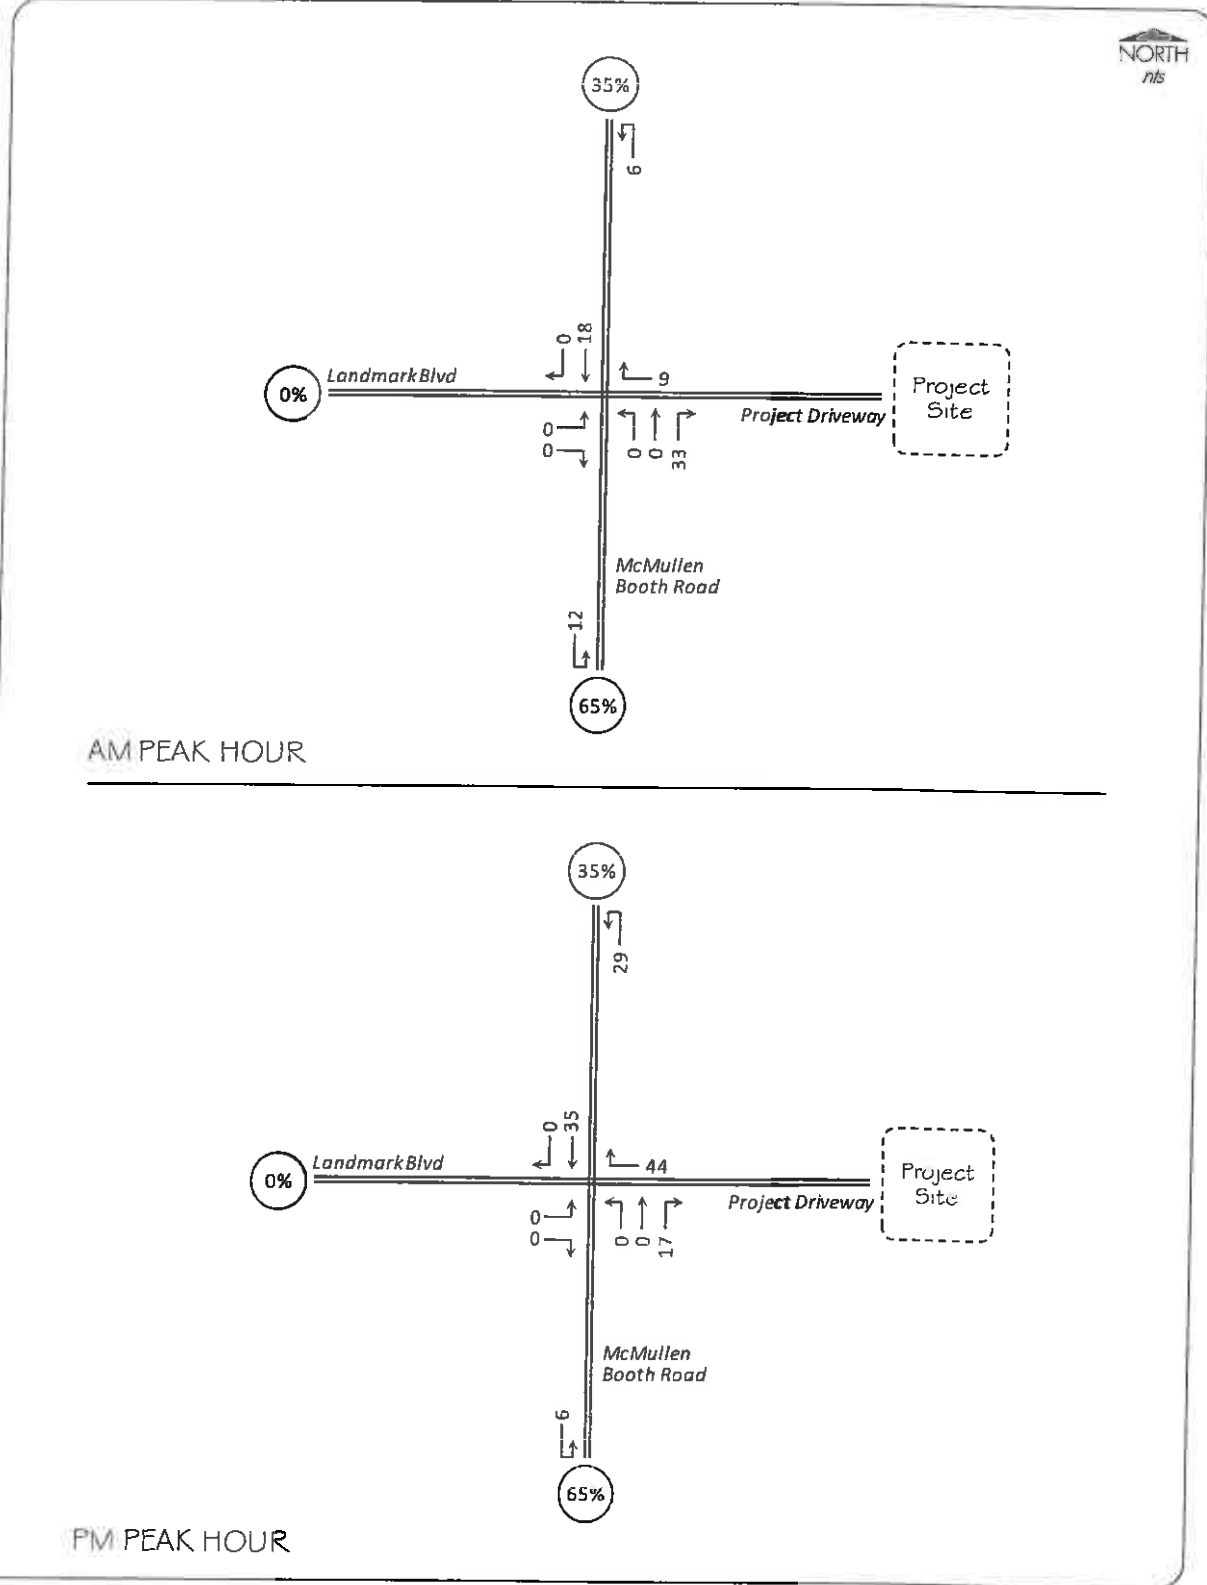 NORTH
nts
35%
6
0
18
9
Landmark Blvd
0%
Project
Site
Project Driveway
0
0
0
0
33
McMullen
Booth Road
12
65%
AM PEAK HOUR
35%
29
0
35
44
Landmark Blvd
0%
Project
Site
Project Driveway
0
0
0
0
17
McMullen
Booth Road
6
65%
PM PEAK HOUR